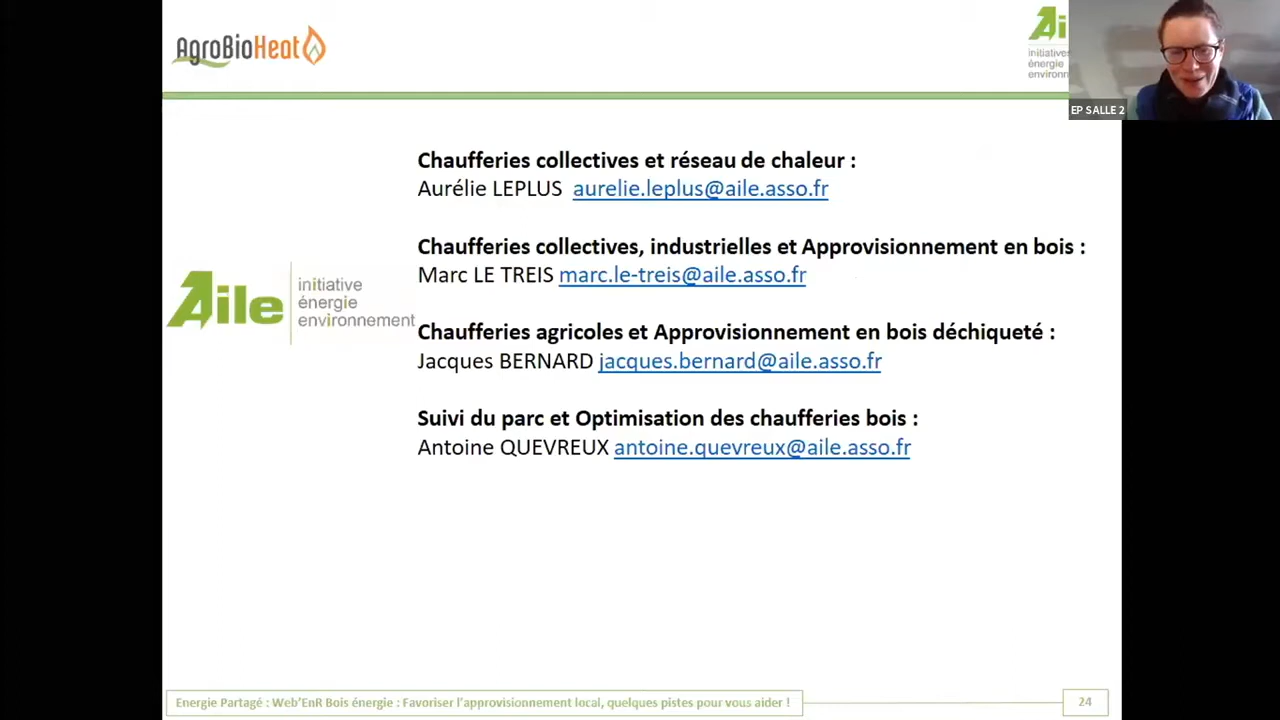 AgroBioHeat
Aile
initiatives
énergie
environn
EP SALLE 2
Chaufferies collectives et réseau de chaleur :
Aurélie LEPLUS aurelie.leplus@aile.asso.fr
Chaufferies collectives, industrielles et Approvisionnement en bois :
Marc LE TREIS marc.le-treis@aile.asso.fr
Aile
initiative
énergie
environnement
Chaufferies agricoles et Approvisionnement en bois déchiqueté :
Jacques BERNARD jacques.bernard@aile.asso.fr
Suivi du parc et Optimisation des chaufferies bois :
Antoine QUEVREUX antoine.quevreux@aile.asso.fr
Energie Partagé : Web'EnR Bois énergie : Favoriser l'approvisionnement local, quelques pistes pour vous aider !
24